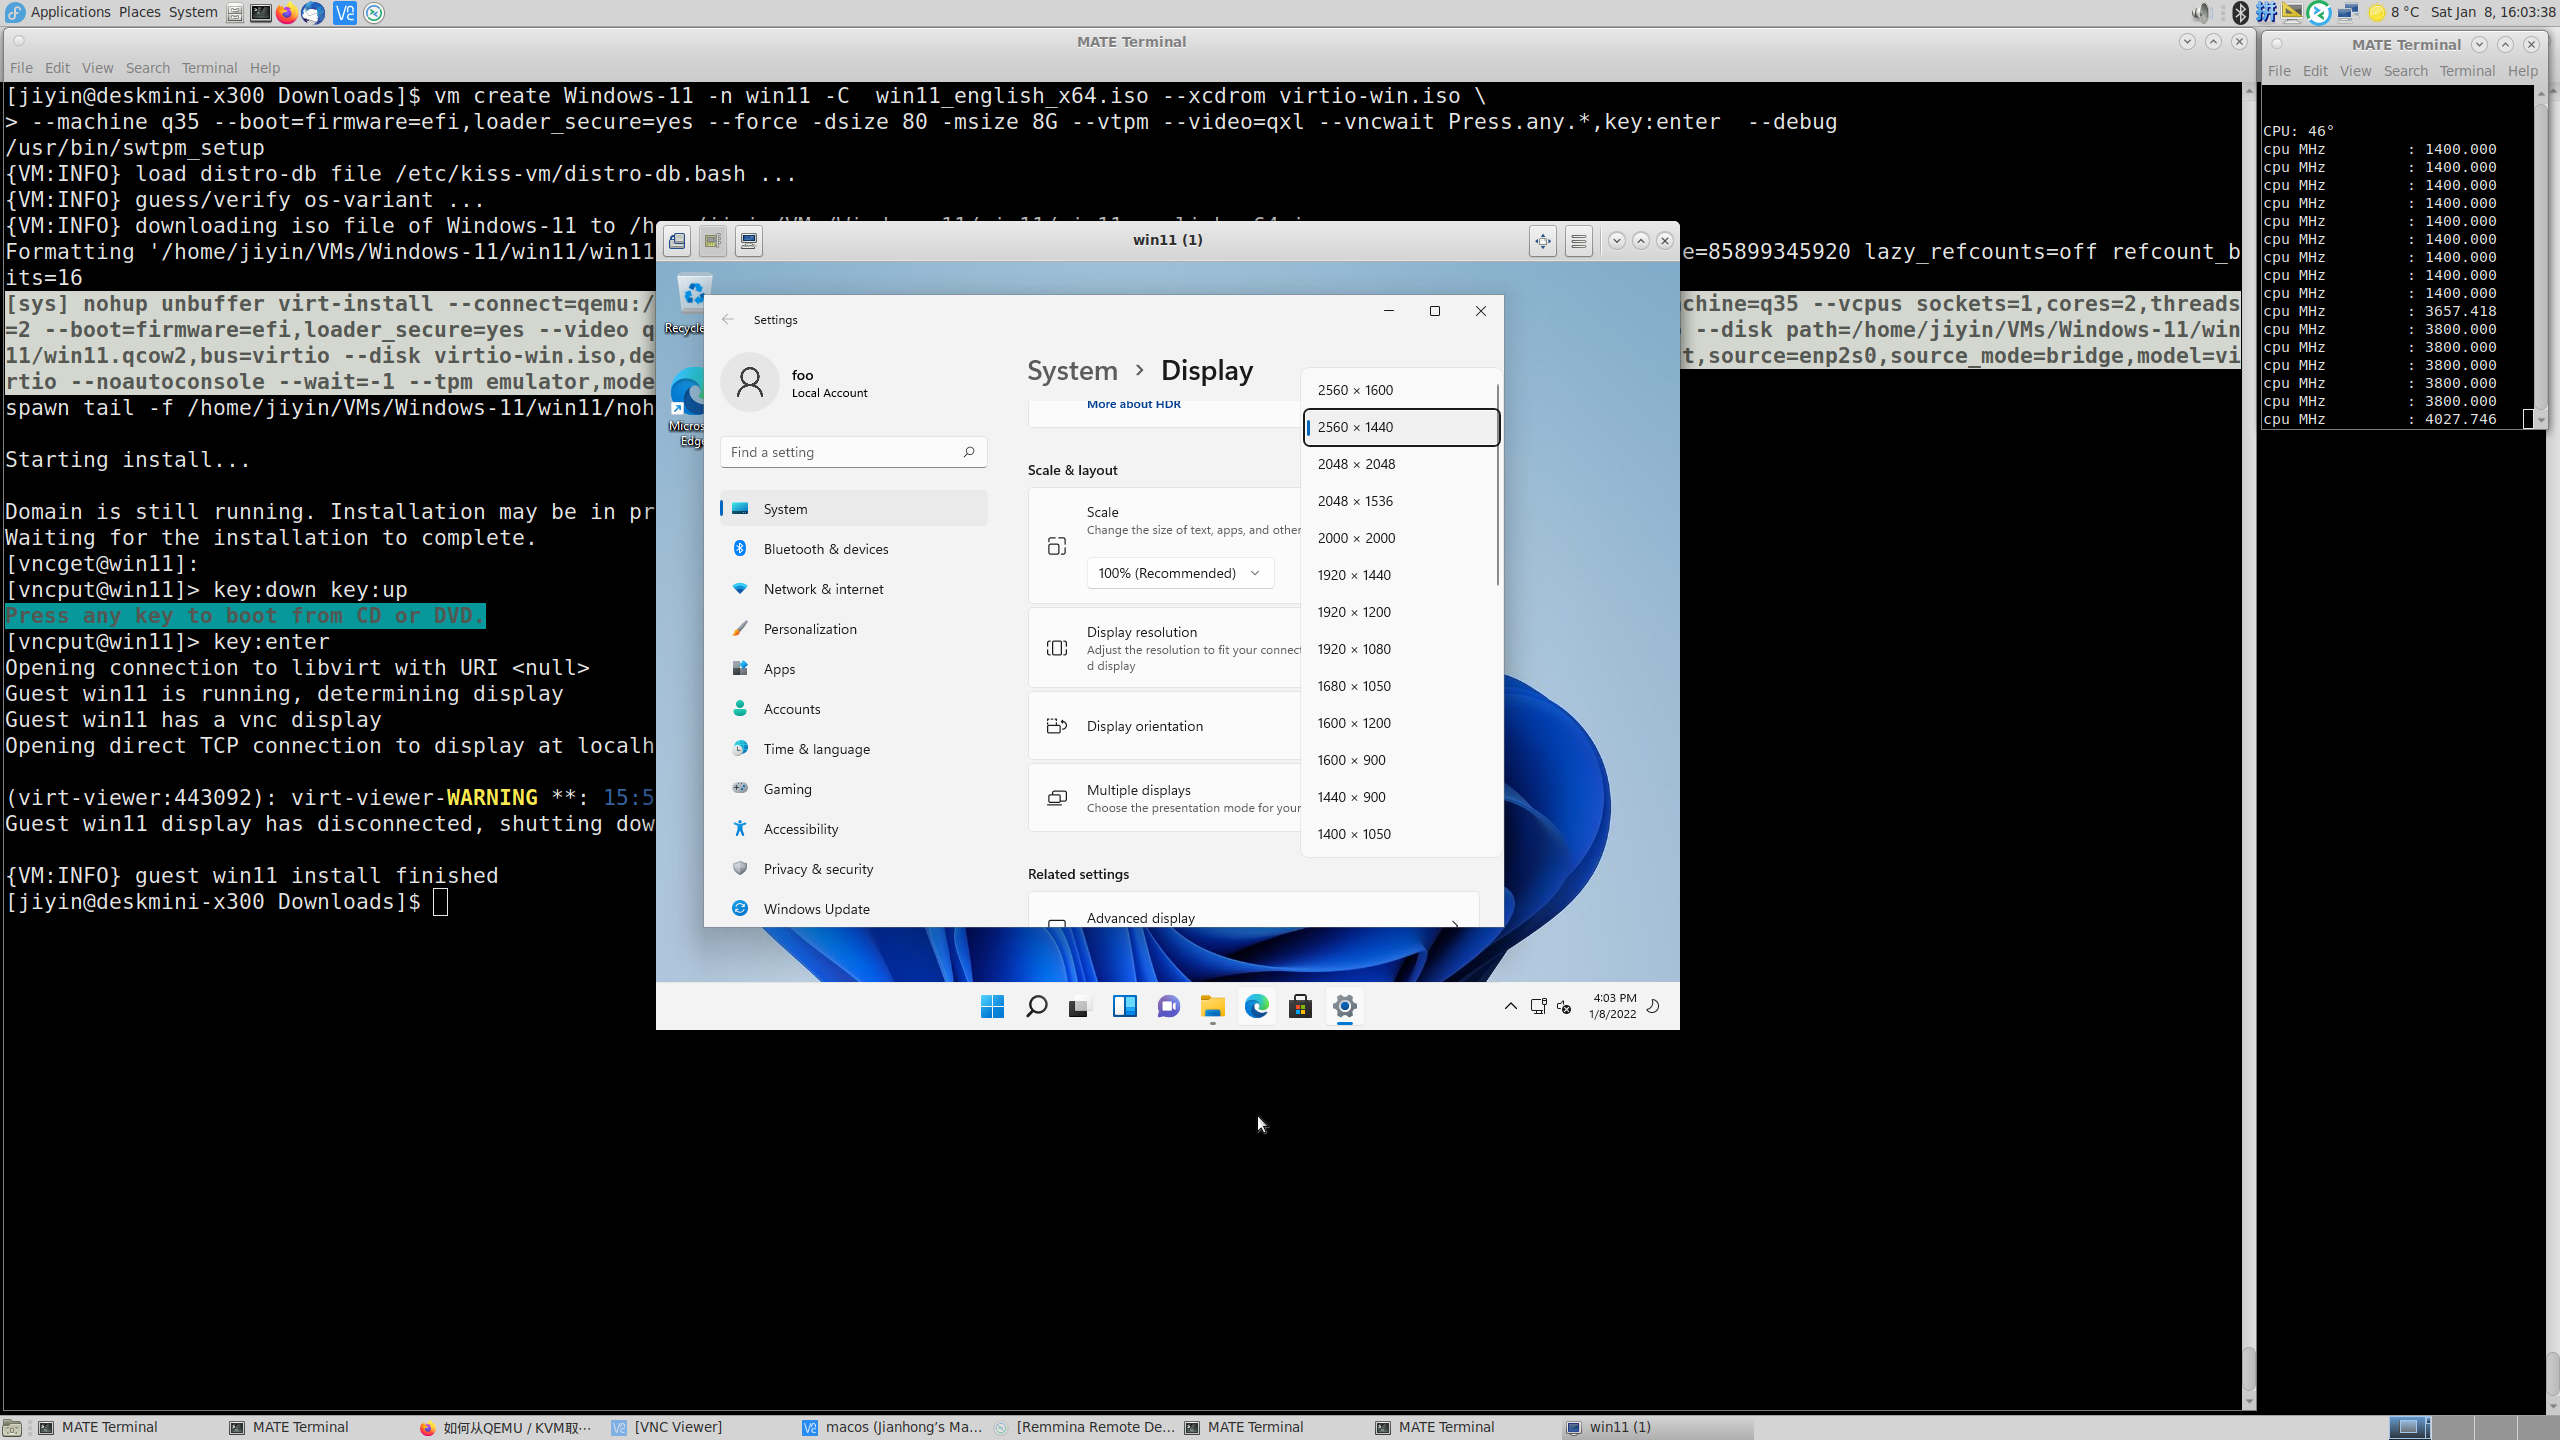 Applications Places System
8 °C Sat Jan 8, 16:03:38
MATE Terminal
File Edit View Search Terminal Help
[jiyin@deskmini-x300 Downloads]$ vm create Windows-11 -n win11 -C  win11_english_x64.iso --xcdrom virtio-win.iso \
> --machine q35 --boot=firmware=efi,loader_secure=yes --force -dsize 80 -msize 8G --vtpm --video=qxl --vncwait Press.any.*,key:enter  --debug
/usr/bin/swtpm_setup
{VM:INFO} load distro-db file /etc/kiss-vm/distro-db.bash ...
{VM:INFO} guess/verify os-variant ...
{VM:INFO} downloading iso file of Windows-11 to /h
Formatting '/home/jiyin/VMs/Windows-11/win11/win11 e=85899345920 lazy_refcounts=off refcount_b
its=16
[sys] nohup unbuffer virt-install --connect=qemu:/ chine=q35 --vcpus sockets=1,cores=2,threads
=2 --boot=firmware=efi,loader_secure=yes --video q --disk path=/home/jiyin/VMs/Windows-11/win
11/win11.qcow2,bus=virtio --disk virtio-win.iso,de t,source=enp2s0,source_mode=bridge,model=vi
rtio --noautoconsole --wait=-1 --tpm emulator,mode
spawn tail -f /home/jiyin/VMs/Windows-11/win11/noh
Starting install...
Domain is still running. Installation may be in pr
Waiting for the installation to complete.
[vncget@win11]:
[vncput@win11]> key:down key:up
Press any key to boot from CD or DVD.
[vncput@win11]> key:enter
Opening connection to libvirt with URI <null>
Guest win11 is running, determining display
Guest win11 has a vnc display
Opening direct TCP connection to display at localh
(virt-viewer:443092): virt-viewer-WARNING **: 15:5
Guest win11 display has disconnected, shutting dow
{VM:INFO} guest win11 install finished
[jiyin@deskmini-x300 Downloads]$
win11 (1)
Recycle
Micros
Edge
Settings
foo
Local Account
Find a setting
System
Bluetooth & devices
Network & internet
Personalization
Apps
Accounts
Time & language
Gaming
Accessibility
Privacy & security
Windows Update
System › Display
More about HDR
Scale & layout
Scale
Change the size of text, apps, and other
100% (Recommended)
Display resolution
Adjust the resolution to fit your connect
d display
Display orientation
Multiple displays
Choose the presentation mode for your
Related settings
Advanced display
2560 × 1600
2560 × 1440
2048 × 2048
2048 × 1536
2000 × 2000
1920 × 1440
1920 × 1200
1920 × 1080
1680 × 1050
1600 × 1200
1600 × 900
1440 × 900
1400 × 1050
4:03 PM
1/8/2022
MATE Terminal
File Edit View Search Terminal Help
CPU: 46°
cpu MHz : 1400.000
cpu MHz : 1400.000
cpu MHz : 1400.000
cpu MHz : 1400.000
cpu MHz : 1400.000
cpu MHz : 1400.000
cpu MHz : 1400.000
cpu MHz : 1400.000
cpu MHz : 1400.000
cpu MHz : 3657.418
cpu MHz : 3800.000
cpu MHz : 3800.000
cpu MHz : 3800.000
cpu MHz : 3800.000
cpu MHz : 3800.000
cpu MHz : 4027.746
MATE Terminal
MATE Terminal
如何从QEMU / KVM取…
[VNC Viewer]
macos (Jianhong's Ma…
[Remmina Remote De…
MATE Terminal
MATE Terminal
win11 (1)